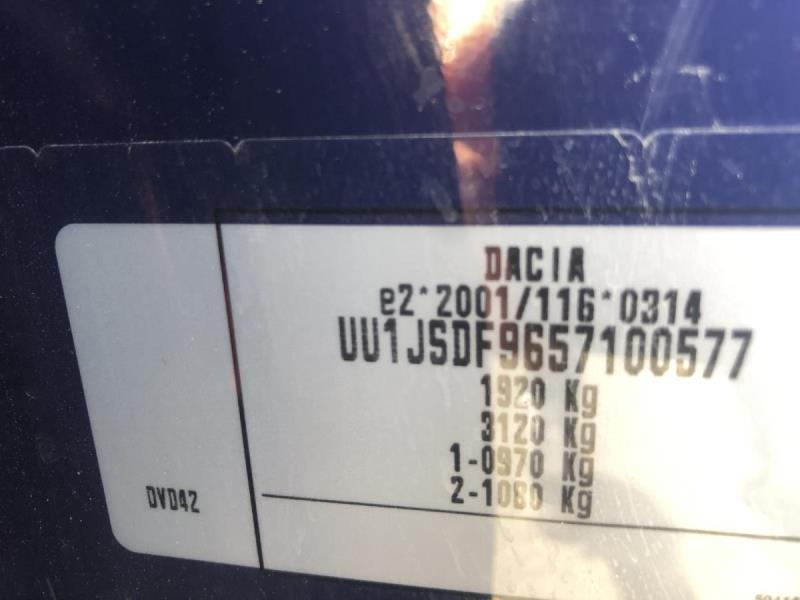 DACIA
e2*2001/116*0314
UU1JSDF9657100577
1920 Kg
3120 Kg
1-0970 Kg
2-1080 Kg
DVD42